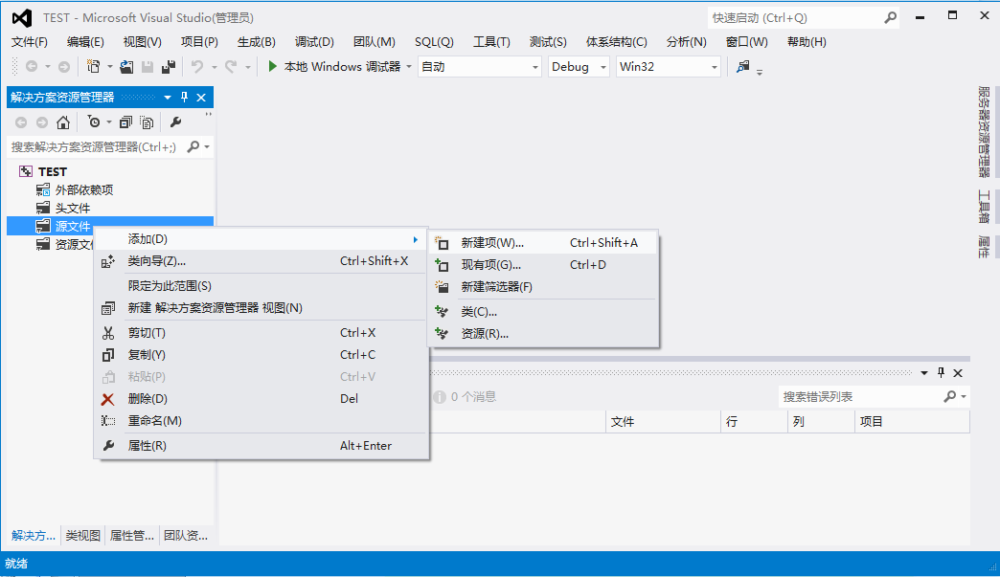 TEST - Microsoft Visual Studio(管理员)
快速启动 (Ctrl+Q)
文件(F) 编辑(E) 视图(V) 项目(P) 生成(B) 调试(D) 团队(M) SQL(Q) 工具(T) 测试(S) 体系结构(C) 分析(N) 窗口(W) 帮助(H)
本地 Windows 调试器 自动 Debug Win32
解决方案资源管理器
搜索解决方案资源管理器(Ctrl+;)
TEST
外部依赖项
头文件
源文件
资源文
添加(D)
类向导(Z)... Ctrl+Shift+X
限定为此范围(S)
新建 解决方案资源管理器 视图(N)
剪切(T) Ctrl+X
复制(Y) Ctrl+C
粘贴(P) Ctrl+V
删除(D) Del
重命名(M)
属性(R) Alt+Enter
新建项(W)... Ctrl+Shift+A
现有项(G)... Ctrl+D
新建筛选器(F)
类(C)...
资源(R)...
0 个消息
搜索错误列表
文件 行 列 项目
服务器资源管理器
工具箱
属性
解决方... 类视图 属性管... 团队资...
就绪